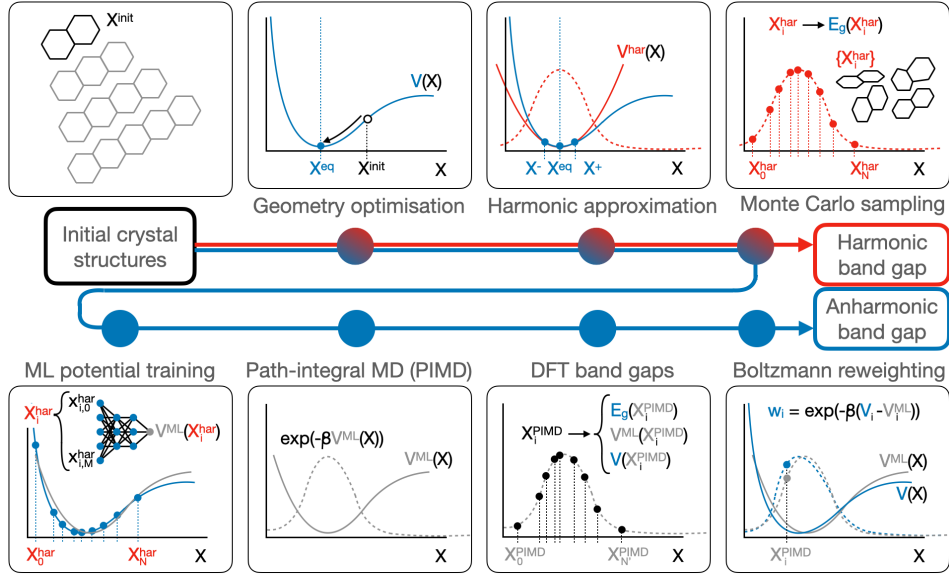 X^init
V(X)
X^eq X^init X
V^har(X)
X^- X^eq X^+ X
X_i^har → E_g(X_i^har)
{X_i^har}
X_0^har X_N^har X
Geometry optimisation
Harmonic approximation
Monte Carlo sampling
Initial crystal
structures
Harmonic
band gap
Anharmonic
band gap
ML potential training
Path-integral MD (PIMD)
DFT band gaps
Boltzmann reweighting
X_i^har
x_{i,0}^har
x_{i,M}^har
V^ML(X_i^har)
X_0^har X_N^har X
exp(-βV^ML(X))
V^ML(X)
X
X_i^PIMD →
E_g(X_i^PIMD)
V^ML(X_i^PIMD)
V(X_i^PIMD)
X_0^PIMD X_N'^PIMD X
w_i = exp(-β(V_i-V_i^ML))
V^ML(X)
V(X)
X_i^PIMD X